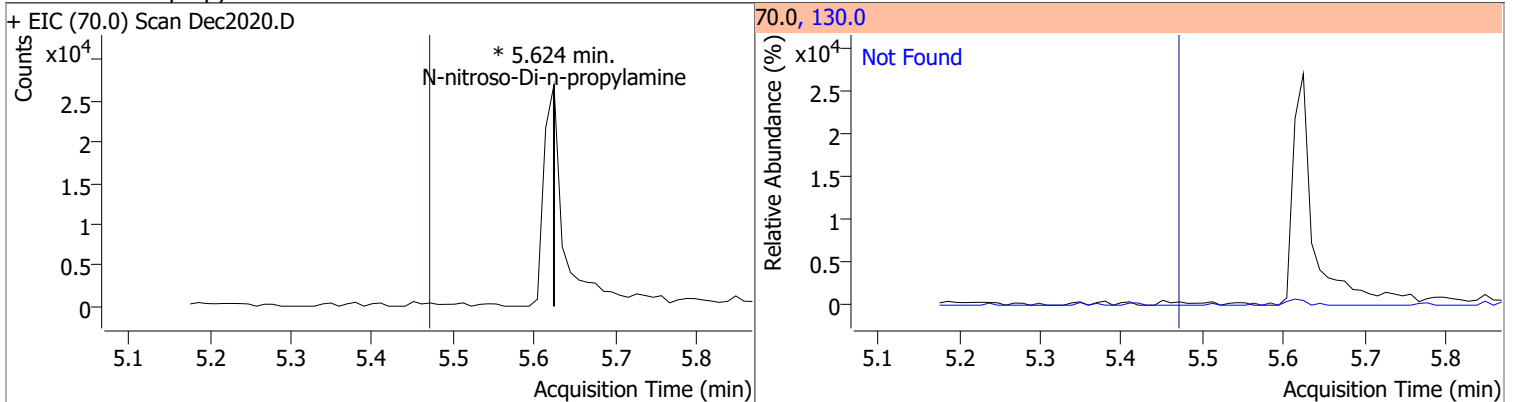 + EIC (70.0) Scan Dec2020.D
Counts
x10⁴
2.5
2
1.5
1
0.5
0
* 5.624 min.
N-nitroso-Di-n-propylamine
5.1 5.2 5.3 5.4 5.5 5.6 5.7 5.8
Acquisition Time (min)
70.0, 130.0
Relative Abundance (%)
x10⁴
2.5
2
1.5
1
0.5
0
Not Found
5.1 5.2 5.3 5.4 5.5 5.6 5.7 5.8
Acquisition Time (min)